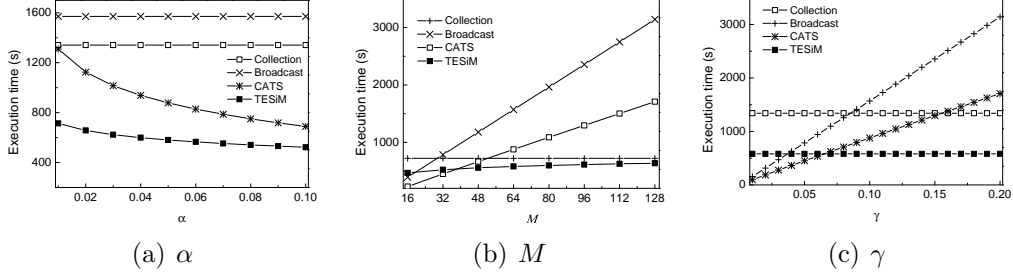 1600
1200
800
400
Execution time (s)
Collection
Broadcast
CATS
TESiM
0.02 0.04 0.06 0.08 0.10
α
(a) α
3000
2000
1000
Execution time (s)
Collection
Broadcast
CATS
TESiM
16 32 48 64 80 96 112 128
M
(b) M
3000
2000
1000
0
Execution time (s)
Collection
Broadcast
CATS
TESiM
0.05 0.10 0.15 0.20
γ
(c) γ